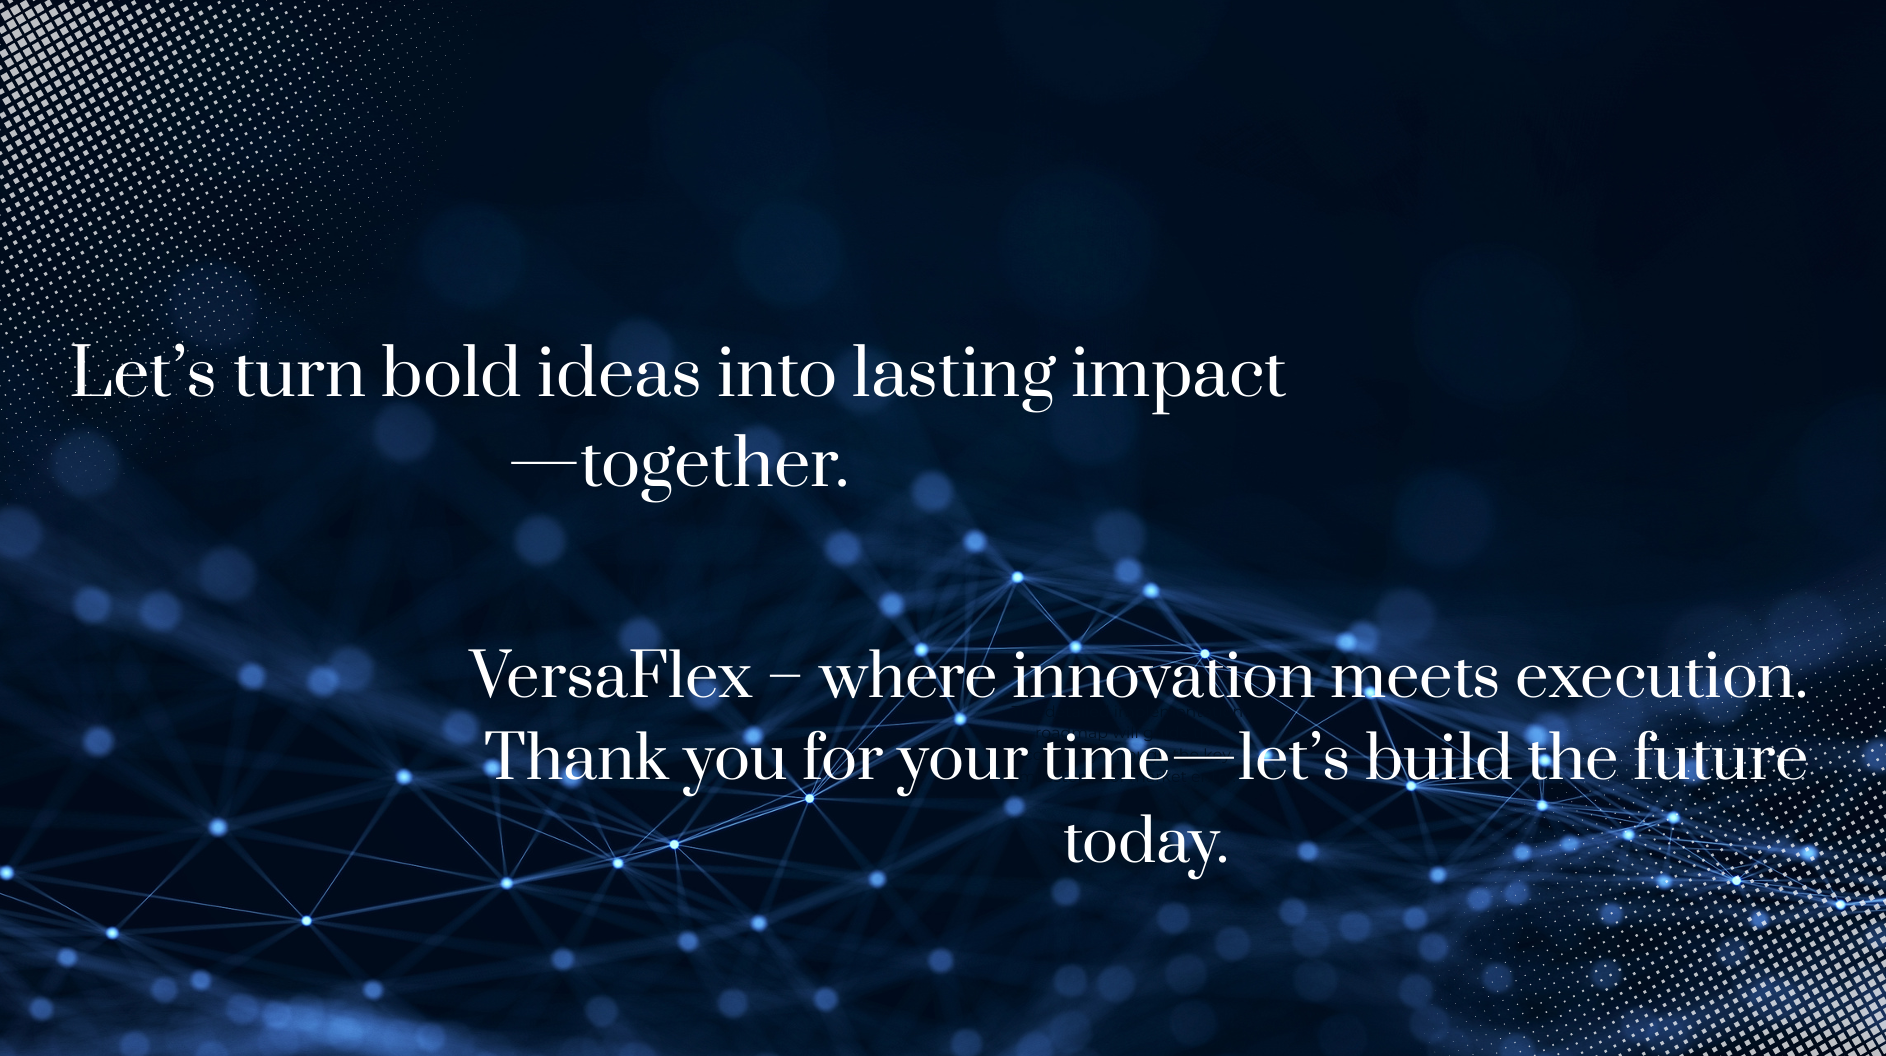 Let’s turn bold ideas into lasting impact
—together.
VersaFlex – where innovation meets execution.
Thank you for your time—let’s build the future
today.